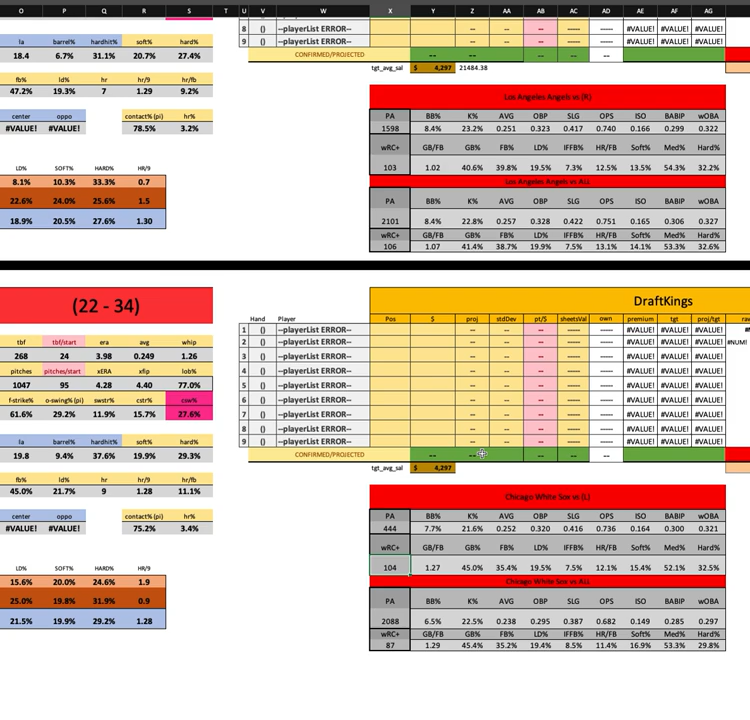 O P Q R S T U V W X Y Z AA AB AC AD AE AF AG
la barrel% hardhit% soft% hard% 8 () --playerList ERROR-- -- -- -- ----- ----- #VALUE! #VALUE! #VALUE!
18.4 6.7% 31.1% 20.7% 27.4% 9 () --playerList ERROR-- -- -- -- ----- ----- #VALUE! #VALUE! #VALUE!
CONFIRMED/PROJECTED -- -- -- -- --
tgt_avg_sal $ 4,297 21484.38
fb% ld% hr hr/9 hr/fb
47.2% 19.3% 7 1.29 9.2%
Los Angeles Angels vs (R)
center oppo contact% (pi) hr%
#VALUE! #VALUE! 78.5% 3.2%
PA BB% K% AVG OBP SLG OPS ISO BABIP wOBA
1598 8.4% 23.2% 0.251 0.323 0.417 0.740 0.166 0.299 0.322
wRC+ GB/FB GB% FB% LD% IFFB% HR/FB Soft% Med% Hard%
103 1.02 40.6% 39.8% 19.5% 7.3% 12.5% 13.5% 54.3% 32.2%
LD% SOFT% HARD% HR/9
8.1% 10.3% 33.3% 0.7
22.6% 24.0% 25.6% 1.5
18.9% 20.5% 27.6% 1.30
Los Angeles Angels vs ALL
PA BB% K% AVG OBP SLG OPS ISO BABIP wOBA
2101 8.4% 22.8% 0.257 0.328 0.422 0.751 0.165 0.306 0.327
wRC+ GB/FB GB% FB% LD% IFFB% HR/FB Soft% Med% Hard%
106 1.07 41.4% 38.7% 19.9% 7.5% 13.1% 14.1% 53.3% 32.6%
(22 - 34) DraftKings
Hand Player Pos $ proj stdDev pt/$ sheetsVal own premium tgt proj/tgt
1 () --playerList ERROR-- -- -- -- ----- ----- #VALUE! #VALUE! #VALUE!
2 () --playerList ERROR-- -- -- -- ----- ----- #VALUE! #VALUE! #VALUE! #NUM!
3 () --playerList ERROR-- -- -- -- ----- ----- #VALUE! #VALUE! #VALUE!
4 () --playerList ERROR-- -- -- -- ----- ----- #VALUE! #VALUE! #VALUE!
5 () --playerList ERROR-- -- -- -- ----- ----- #VALUE! #VALUE! #VALUE!
6 () --playerList ERROR-- -- -- -- ----- ----- #VALUE! #VALUE! #VALUE!
7 () --playerList ERROR-- -- -- -- ----- ----- #VALUE! #VALUE! #VALUE!
8 () --playerList ERROR-- -- -- -- ----- ----- #VALUE! #VALUE! #VALUE!
9 () --playerList ERROR-- -- -- -- ----- ----- #VALUE! #VALUE! #VALUE!
CONFIRMED/PROJECTED -- -- -- -- --
tgt_avg_sal $ 4,297
tbf tbf/start era avg whip
268 24 3.98 0.249 1.26
pitches pitches/start xERA xfip lob%
1047 95 4.28 4.40 77.0%
f-strike% o-swing% (pi) swstr% cstr% csw%
61.6% 29.2% 11.9% 15.7% 27.6%
la barrel% hardhit% soft% hard%
19.8 9.4% 37.6% 19.9% 29.3%
fb% ld% hr hr/9 hr/fb
45.0% 21.7% 9 1.28 11.1%
center oppo contact% (pi) hr%
#VALUE! #VALUE! 75.2% 3.4%
LD% SOFT% HARD% HR/9
15.6% 20.0% 24.6% 1.9
25.0% 19.8% 31.9% 0.9
21.5% 19.9% 29.2% 1.28
Chicago White Sox vs (L)
PA BB% K% AVG OBP SLG OPS ISO BABIP wOBA
444 7.7% 21.6% 0.252 0.320 0.416 0.736 0.164 0.300 0.321
wRC+ GB/FB GB% FB% LD% IFFB% HR/FB Soft% Med% Hard%
104 1.27 45.0% 35.4% 19.5% 7.5% 12.1% 15.4% 52.1% 32.5%
Chicago White Sox vs ALL
PA BB% K% AVG OBP SLG OPS ISO BABIP wOBA
2088 6.5% 22.5% 0.238 0.295 0.387 0.682 0.149 0.285 0.297
wRC+ GB/FB GB% FB% LD% IFFB% HR/FB Soft% Med% Hard%
87 1.29 45.4% 35.2% 19.4% 8.5% 11.4% 16.9% 53.3% 29.8%